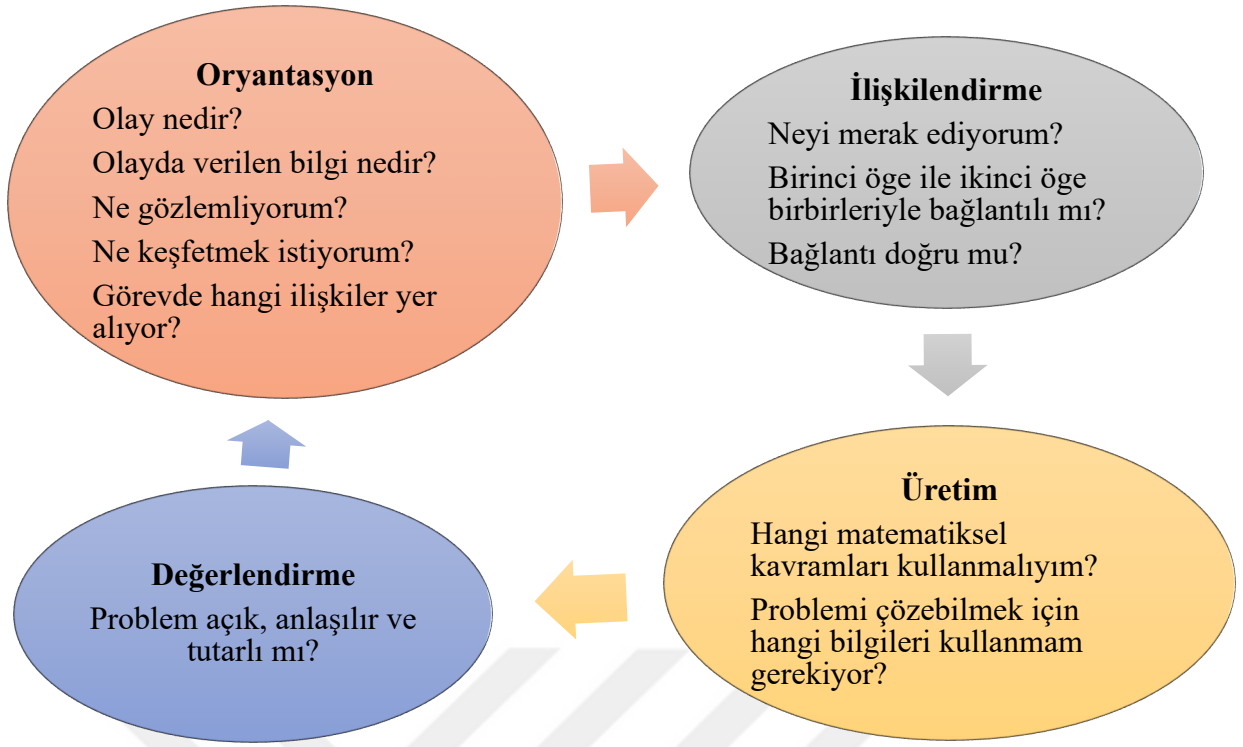 Oryantasyon
Olay nedir?
Olayda verilen bilgi nedir?
Ne gözlemliyorum?
Ne keşfetmek istiyorum?
Görevde hangi ilişkiler yer
alıyor?
İlişkilendirme
Neyi merak ediyorum?
Birinci öge ile ikinci öge
birbirleriyle bağlantılı mı?
Bağlantı doğru mu?
Üretim
Hangi matematiksel
kavramları kullanmalıyım?
Problemi çözebilmek için
hangi bilgileri kullanmam
gerekiyor?
Değerlendirme
Problem açık, anlaşılır ve
tutarlı mı?